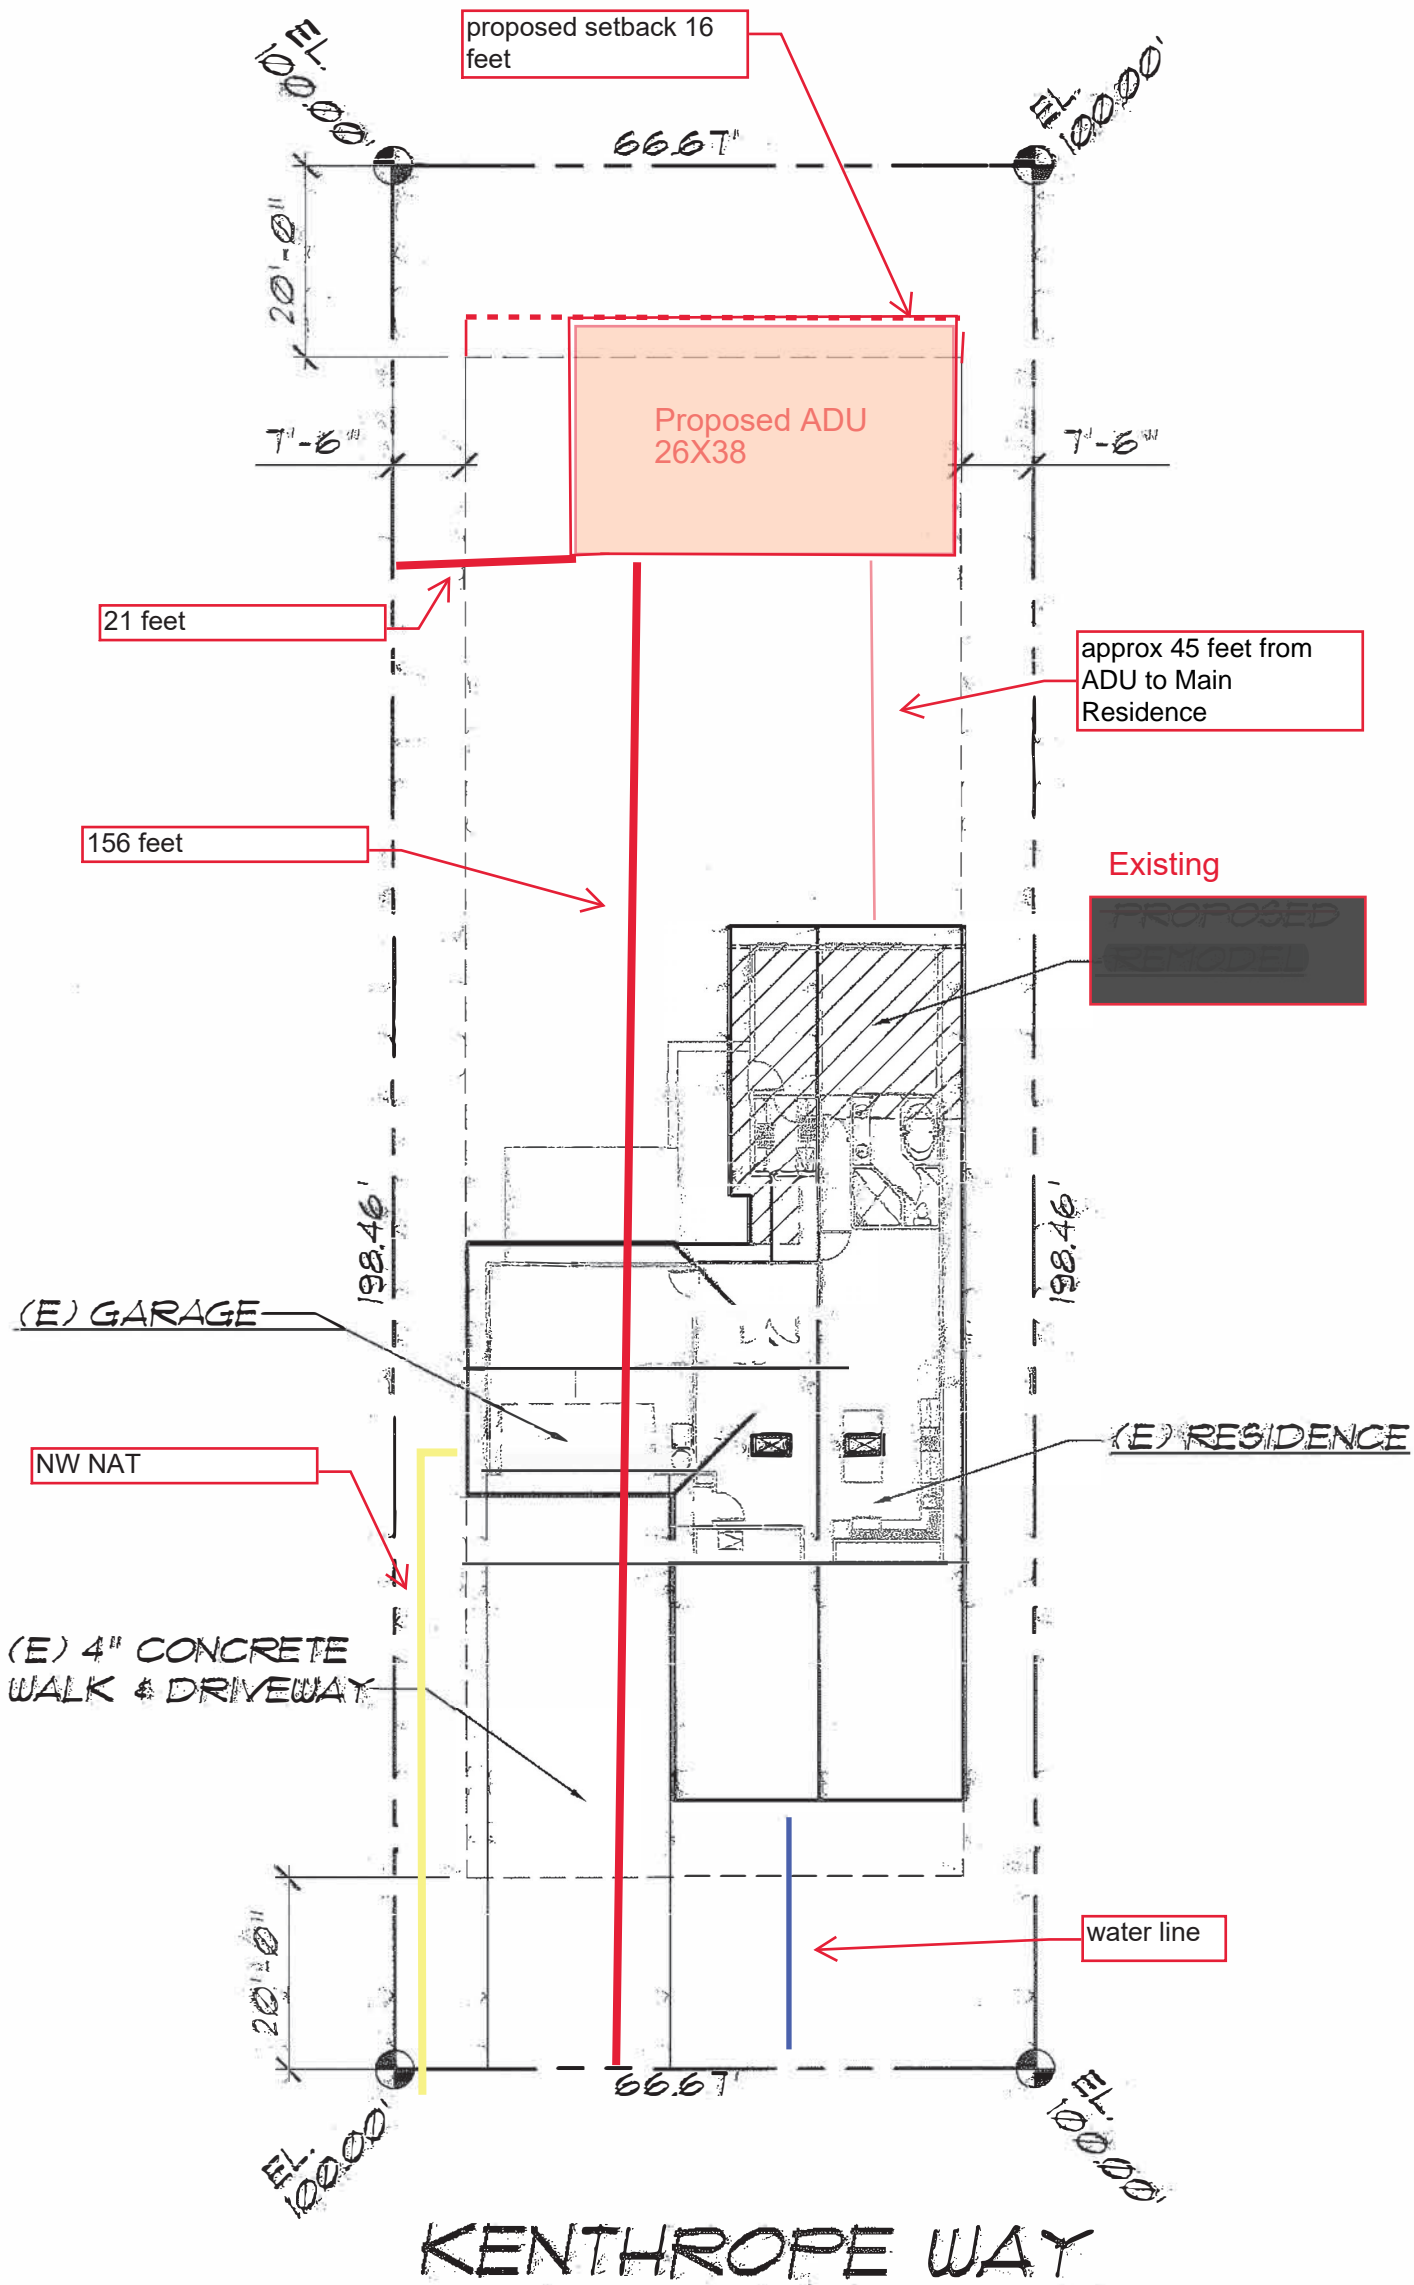 proposed setback 16
feet
EL.
100.00'
EL.
100.00'
66.67'
20'-0"
7'-6"
7'-6"
Proposed ADU
26X38
21 feet
approx 45 feet from
ADU to Main
Residence
156 feet
Existing
PROPOSED
REMODEL
198.46'
198.46'
(E) GARAGE
(E) RESIDENCE
NW NAT
(E) 4" CONCRETE
WALK & DRIVEWAY
water line
20'-0"
66.67'
EL.
100.00'
EL.
100.00'
KENTHROPE WAY